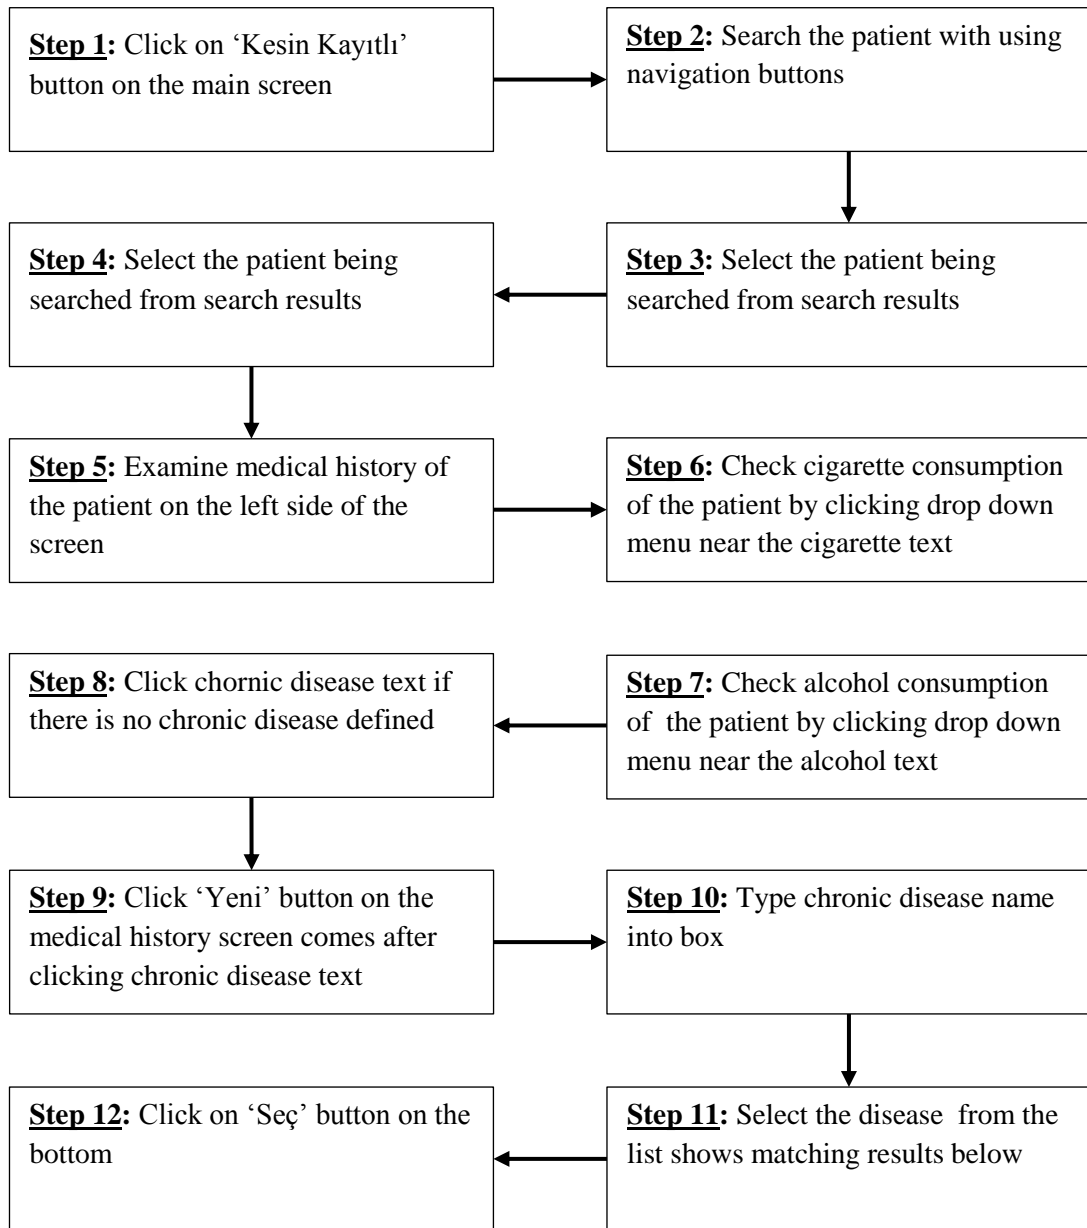 Step 1: Click on ‘Kesin Kayıtlı’
button on the main screen
Step 2: Search the patient with using
navigation buttons
Step 3: Select the patient being
searched from search results
Step 4: Select the patient being
searched from search results
Step 5: Examine medical history of
the patient on the left side of the
screen
Step 6: Check cigarette consumption
of the patient by clicking drop down
menu near the cigarette text
Step 7: Check alcohol consumption
of  the patient by clicking drop down
menu near the alcohol text
Step 8: Click chornic disease text if
there is no chronic disease defined
Step 9: Click ‘Yeni’ button on the
medical history screen comes after
clicking chronic disease text
Step 10: Type chronic disease name
into box
Step 11: Select the disease  from the
list shows matching results below
Step 12: Click on ‘Seç’ button on the
bottom